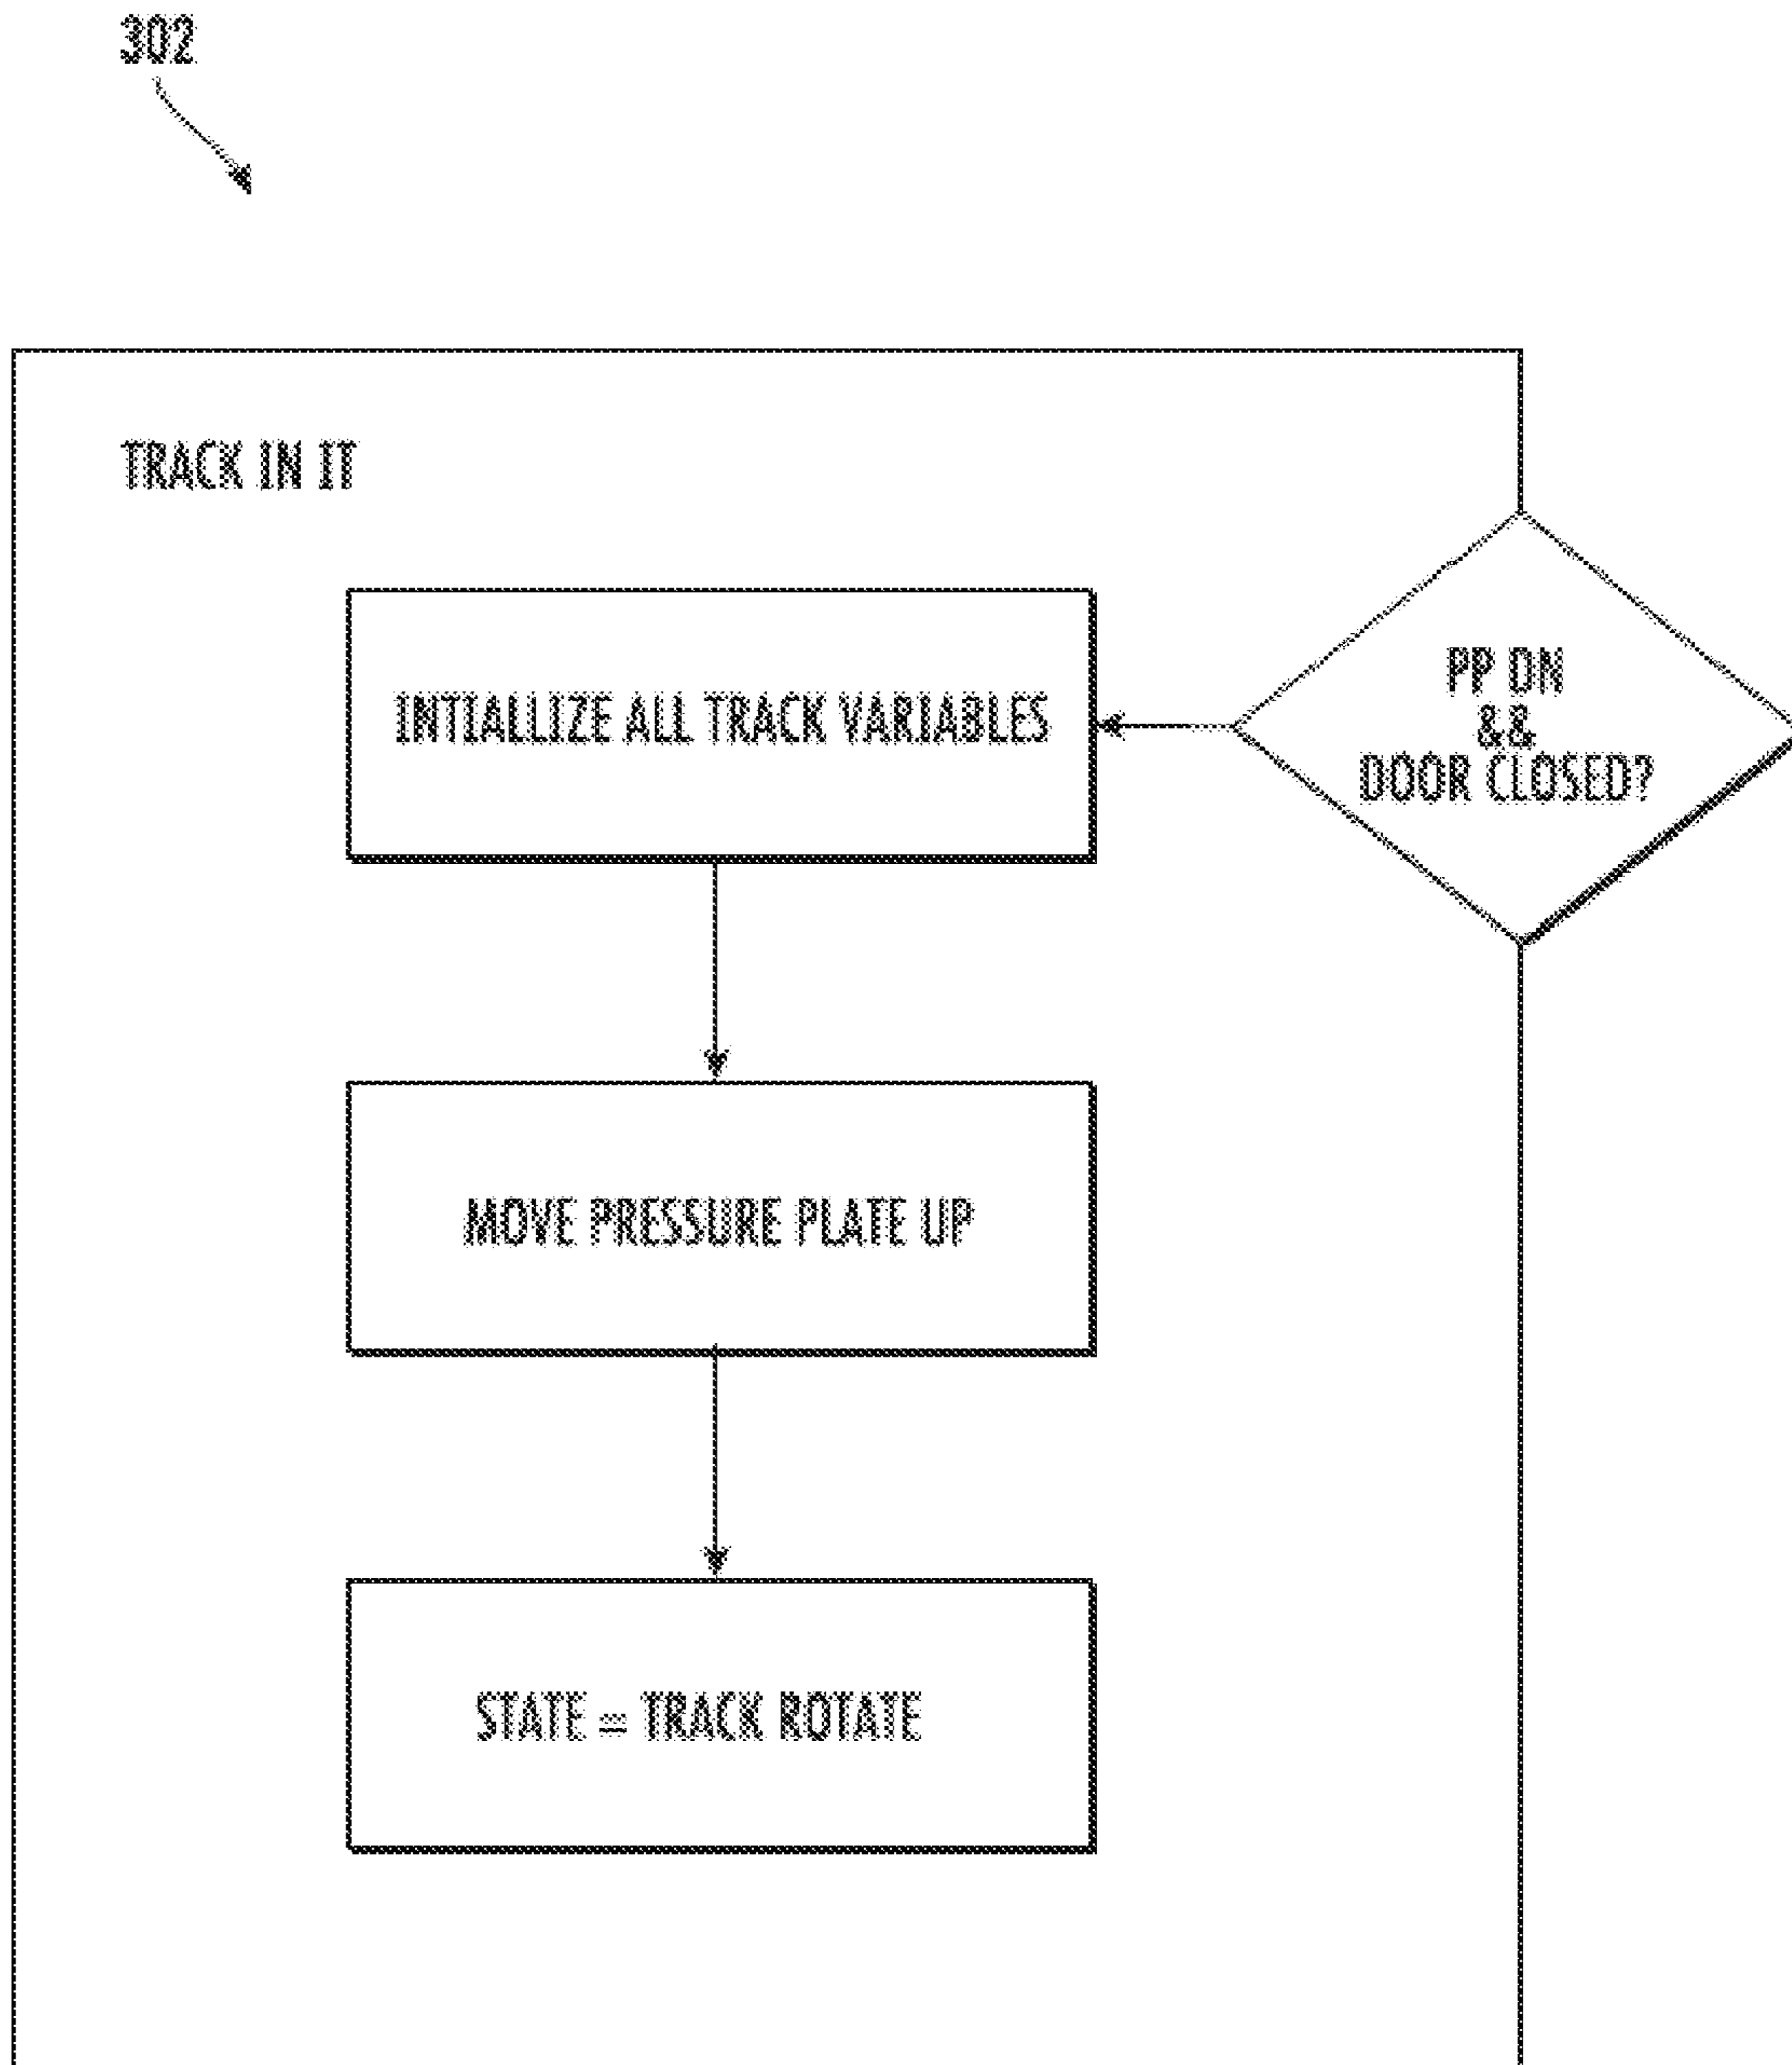 302
TRACK IN IT
INTIALLIZE ALL TRACK VARIABLES
PP DN
&&
DOOR CLOSED?
MOVE PRESSURE PLATE UP
STATE = TRACK ROTATE